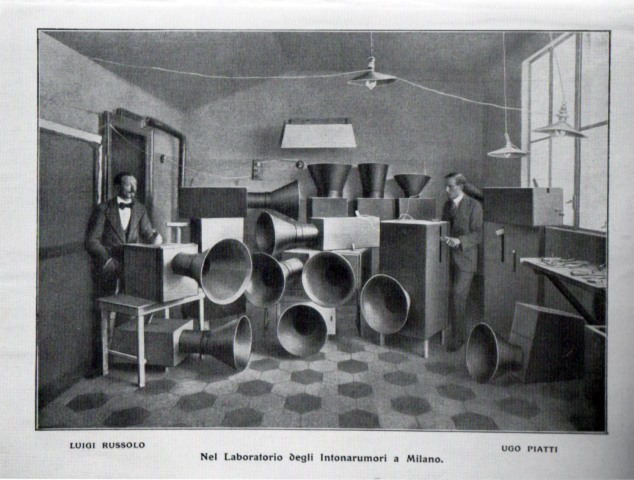 LUIGI RUSSOLO
UGO PIATTI
Nel Laboratorio degli Intonarumori a Milano.